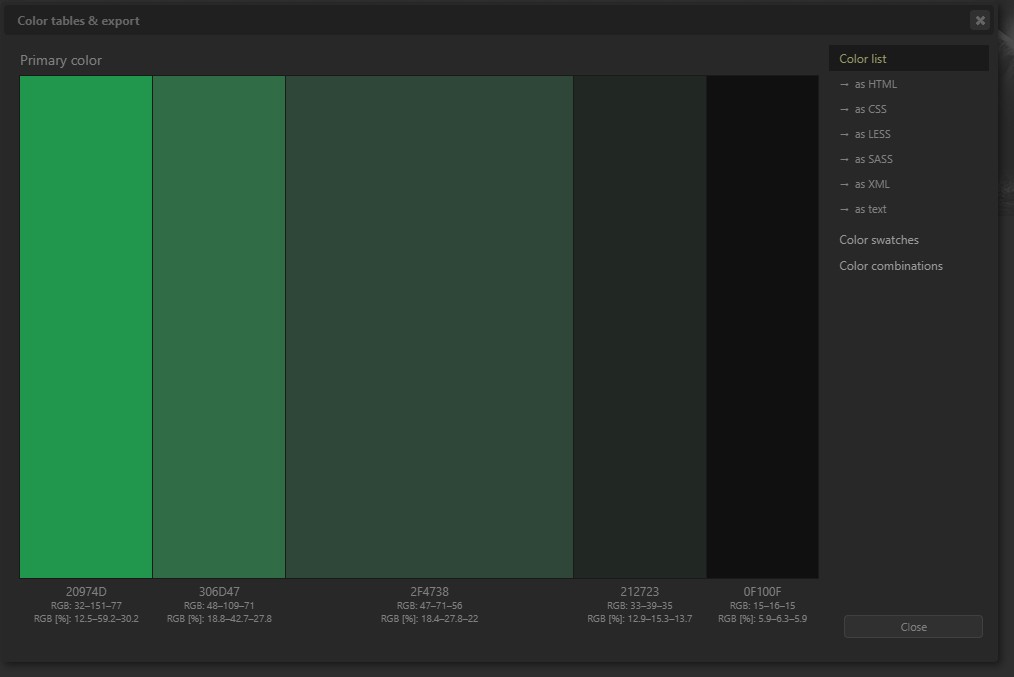 Color tables & export
Primary color
20974D
RGB: 32–151–77
RGB [%]: 12.5–59.2–30.2
306D47
RGB: 48–109–71
RGB [%]: 18.8–42.7–27.8
2F4738
RGB: 47–71–56
RGB [%]: 18.4–27.8–22
212723
RGB: 33–39–35
RGB [%]: 12.9–15.3–13.7
0F100F
RGB: 15–16–15
RGB [%]: 5.9–6.3–5.9
Color list
→ as HTML
→ as CSS
→ as LESS
→ as SASS
→ as XML
→ as text
Color swatches
Color combinations
Close